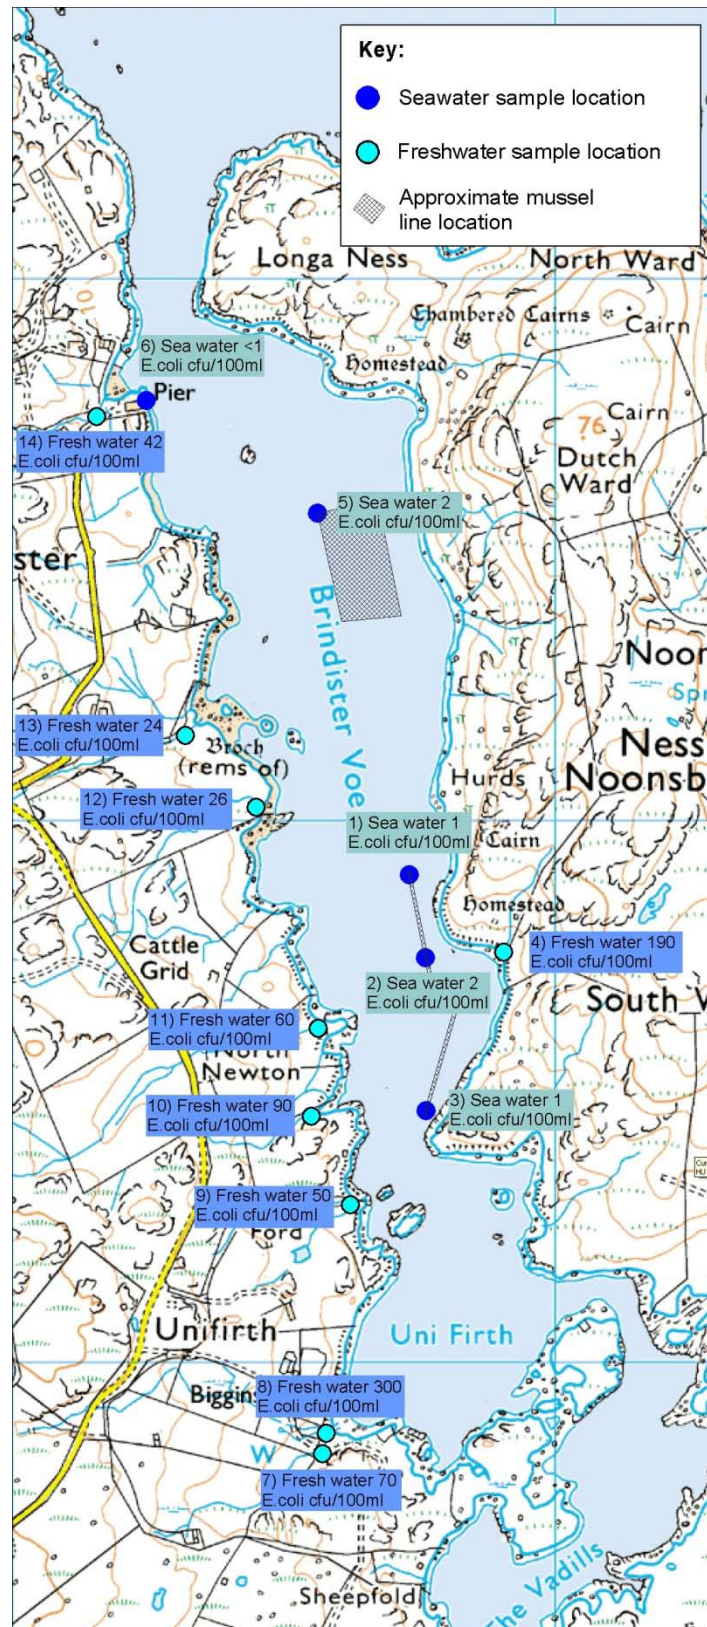 Key:
Seawater sample location
Freshwater sample location
Approximate mussel
line location
Longa Ness
North Ward
Chambered Cairns
Cairn
Homestead
6) Sea water <1
E.coli cfu/100ml
Pier
14) Fresh water 42
E.coli cfu/100ml
76
Cairn
Dutch
Ward
5) Sea water 2
E.coli cfu/100ml
ster
Brindister Voe
Noor
Spr
13) Fresh water 24
E.coli cfu/100ml
Broch
(rems of)
Ness
Noonsb
Hurds
12) Fresh water 26
E.coli cfu/100ml
1) Sea water 1
E.coli cfu/100ml
Cairn
Homestead
4) Fresh water 190
E.coli cfu/100ml
Cattle
Grid
2) Sea water 2
E.coli cfu/100ml
South W
11) Fresh water 60
E.coli cfu/100ml
North
Newton
10) Fresh water 90
E.coli cfu/100ml
3) Sea water 1
E.coli cfu/100ml
9) Fresh water 50
E.coli cfu/100ml
Ford
Unifirth
Uni Firth
Biggins
8) Fresh water 300
E.coli cfu/100ml
W
7) Fresh water 70
E.coli cfu/100ml
Sheepfold
The Vadills